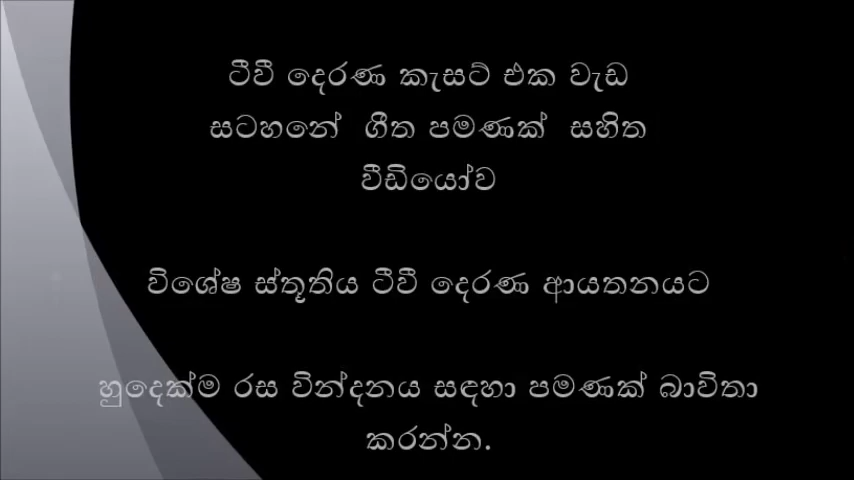 ටීවී දෙරණ කැසට් එක වැඩ
සටහනේ ගීත පමණක් සහිත
වීඩියෝව
විශේෂ ස්තූතිය ටීවී දෙරණ ආයතනයට
හුදෙක්ම රස වින්දනය සඳහා පමණක් බාවිතා
කරන්න.